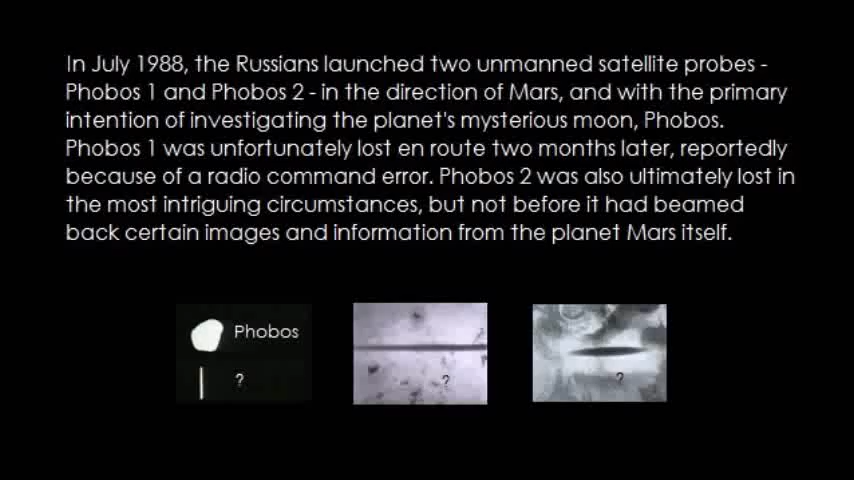 In July 1988, the Russians launched two unmanned satellite probes -
Phobos 1 and Phobos 2 - in the direction of Mars, and with the primary
intention of investigating the planet's mysterious moon, Phobos.
Phobos 1 was unfortunately lost en route two months later, reportedly
because of a radio command error. Phobos 2 was also ultimately lost in
the most intriguing circumstances, but not before it had beamed
back certain images and information from the planet Mars itself.
Phobos
?
?
?